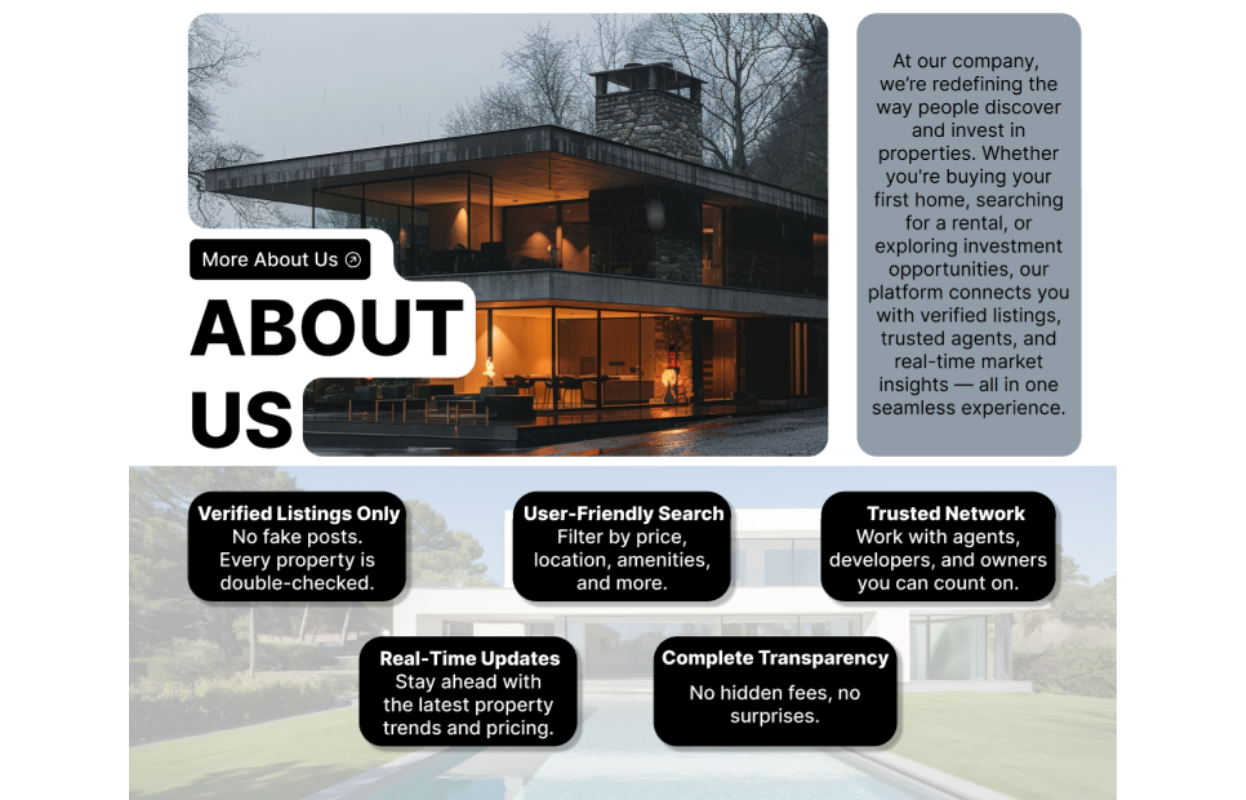 More About Us
ABOUT
US
At our company,
we’re redefining the
way people discover
and invest in
properties. Whether
you're buying your
first home, searching
for a rental, or
exploring investment
opportunities, our
platform connects you
with verified listings,
trusted agents, and
real-time market
insights — all in one
seamless experience.
Verified Listings Only
No fake posts.
Every property is
double-checked.
User-Friendly Search
Filter by price,
location, amenities,
and more.
Trusted Network
Work with agents,
developers, and owners
you can count on.
Real-Time Updates
Stay ahead with
the latest property
trends and pricing.
Complete Transparency
No hidden fees, no
surprises.